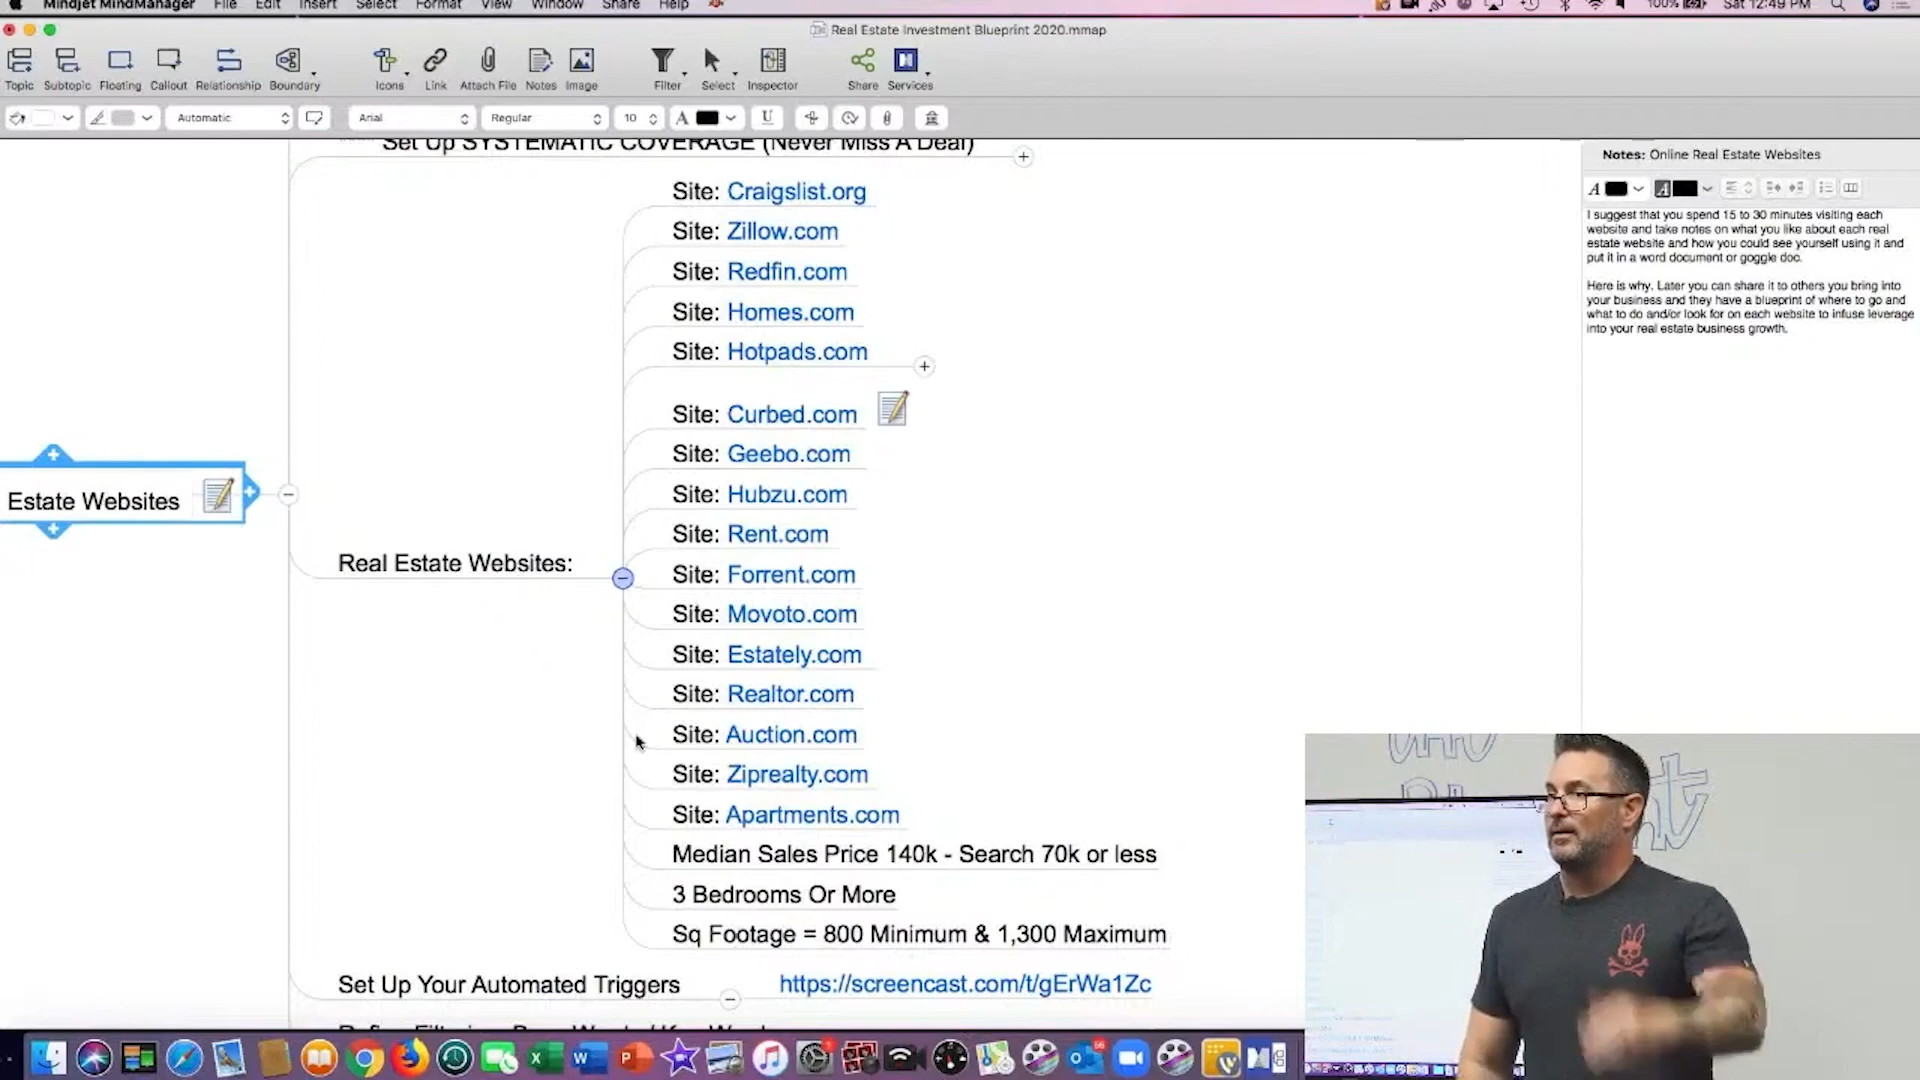 Mindjet MindManager File Edit Insert Select Format View Window Share Help 100% Sat 12:49 PM
Real Estate Investment Blueprint 2020.mmap
Topic Subtopic Floating Callout Relationship Boundary Icons Link Attach File Notes Image Filter Select Inspector Share Services
Automatic Arial Regular 10 A U
Set Up SYSTEMATIC COVERAGE (Never Miss A Deal)
Site: Craigslist.org
Site: Zillow.com
Site: Redfin.com
Site: Homes.com
Site: Hotpads.com
Site: Curbed.com
Site: Geebo.com
Site: Hubzu.com
Estate Websites
Site: Rent.com
Real Estate Websites:
Site: Forrent.com
Site: Movoto.com
Site: Estately.com
Site: Realtor.com
Site: Auction.com
Site: Ziprealty.com
Site: Apartments.com
Median Sales Price 140k - Search 70k or less
3 Bedrooms Or More
Sq Footage = 800 Minimum & 1,300 Maximum
Set Up Your Automated Triggers https://screencast.com/t/gErWa1Zc
Notes: Online Real Estate Websites
A A
I suggest that you spend 15 to 30 minutes visiting each
website and take notes on what you like about each real
estate website and how you could see yourself using it and
put it in a word document or goggle doc.
Here is why. Later you can share it to others you bring into
your business and they have a blueprint of where to go and
what to do and/or look for on each website to infuse leverage
into your real estate business growth.